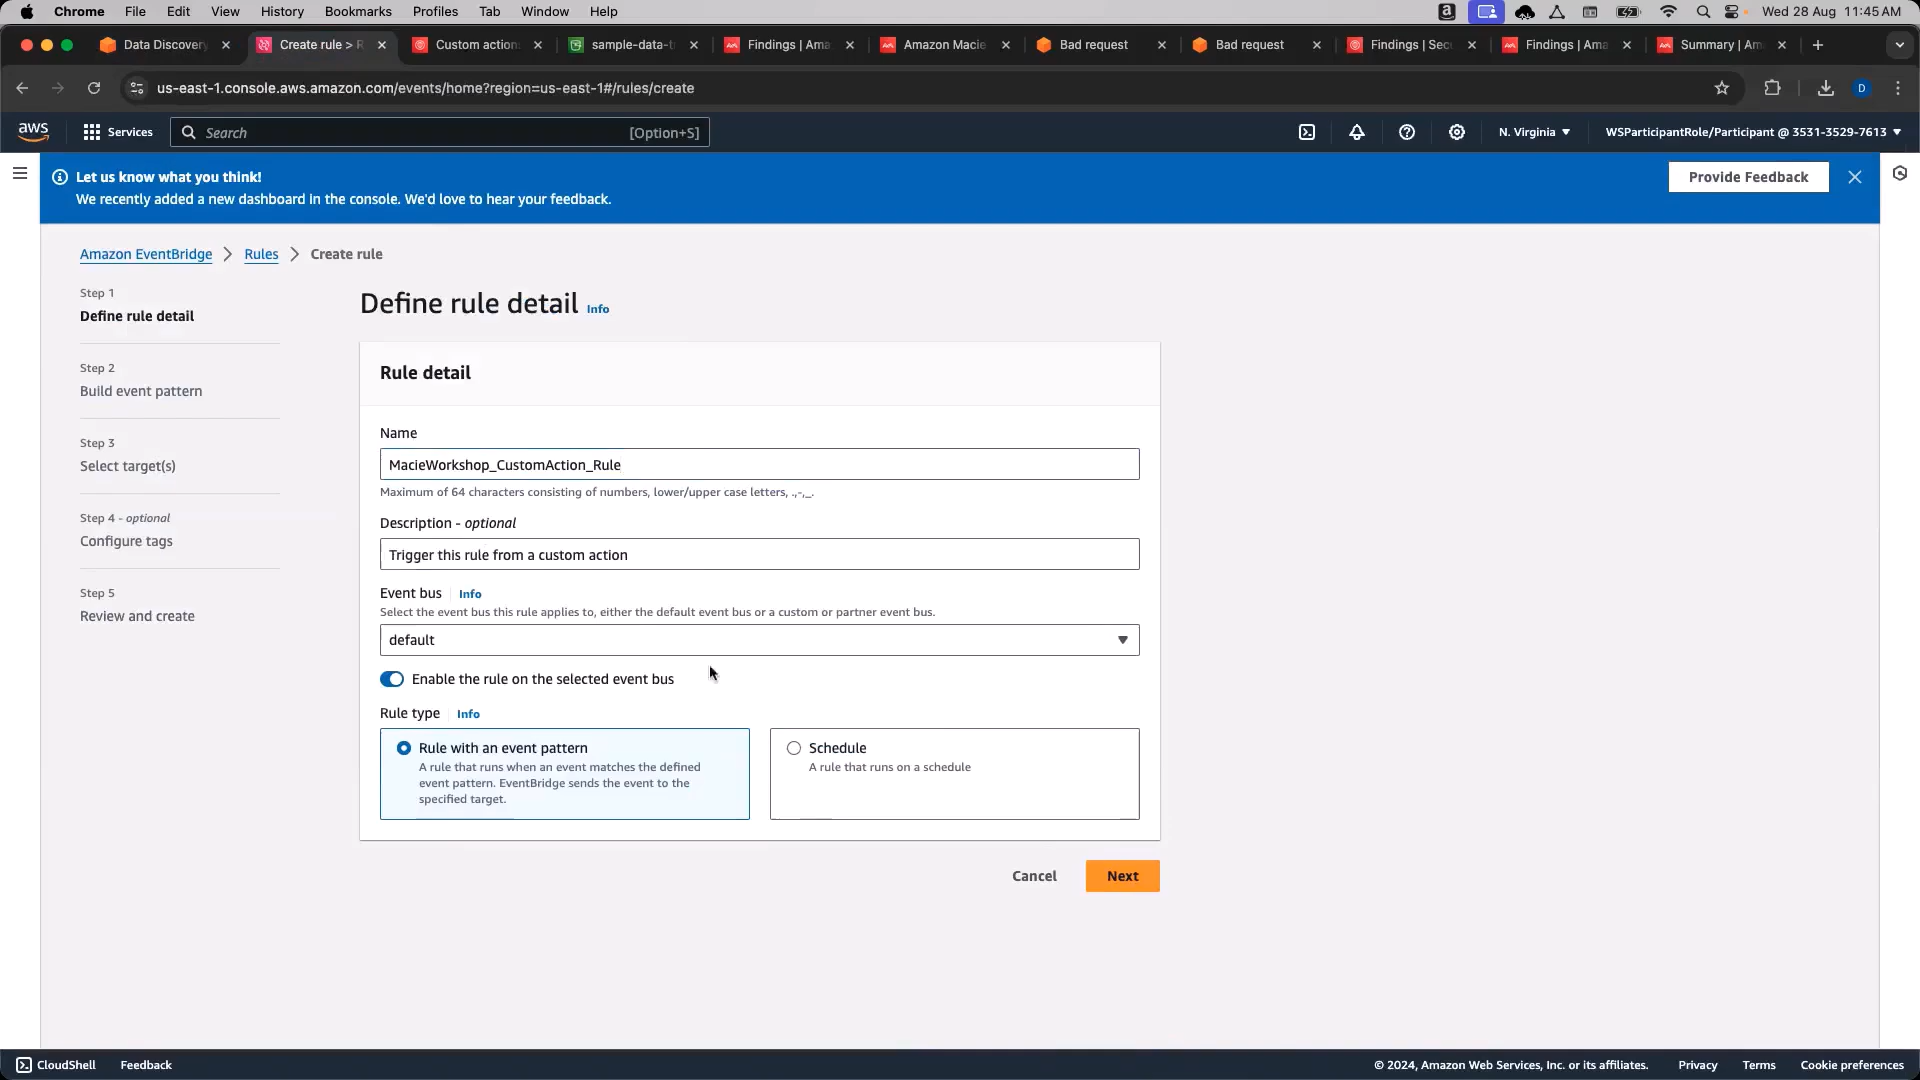 Chrome File Edit View History Bookmarks Profiles Tab Window Help
Wed 28 Aug 11:45 AM
Data Discovery
Create rule > R
Custom action
sample-data-b
Findings | Ama
Amazon Macie
Bad request
Bad request
Findings | Sec
Findings | Ama
Summary | Am
us-east-1.console.aws.amazon.com/events/home?region=us-east-1#/rules/create
D
aws
Services
Search
[Option+S]
N. Virginia
WSParticipantRole/Participant @ 3531-3529-7613
Let us know what you think!
We recently added a new dashboard in the console. We'd love to hear your feedback.
Provide Feedback
Amazon EventBridge > Rules > Create rule
Step 1
Define rule detail
Step 2
Build event pattern
Step 3
Select target(s)
Step 4 - optional
Configure tags
Step 5
Review and create
Define rule detail Info
Rule detail
Name
MacieWorkshop_CustomAction_Rule
Maximum of 64 characters consisting of numbers, lower/upper case letters, .,-,_.
Description - optional
Trigger this rule from a custom action
Event bus Info
Select the event bus this rule applies to, either the default event bus or a custom or partner event bus.
default
Enable the rule on the selected event bus
Rule type Info
Rule with an event pattern
A rule that runs when an event matches the defined
event pattern. EventBridge sends the event to the
specified target.
Schedule
A rule that runs on a schedule
Cancel
Next
CloudShell
Feedback
© 2024, Amazon Web Services, Inc. or its affiliates.
Privacy
Terms
Cookie preferences